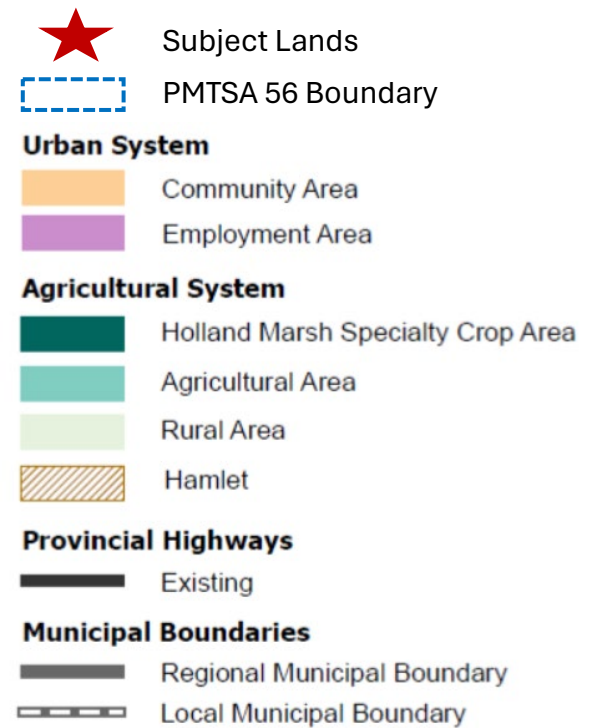 Subject Lands
PMTSA 56 Boundary
Urban System
Community Area
Employment Area
Agricultural System
Holland Marsh Specialty Crop Area
Agricultural Area
Rural Area
Hamlet
Provincial Highways
Existing
Municipal Boundaries
Regional Municipal Boundary
Local Municipal Boundary